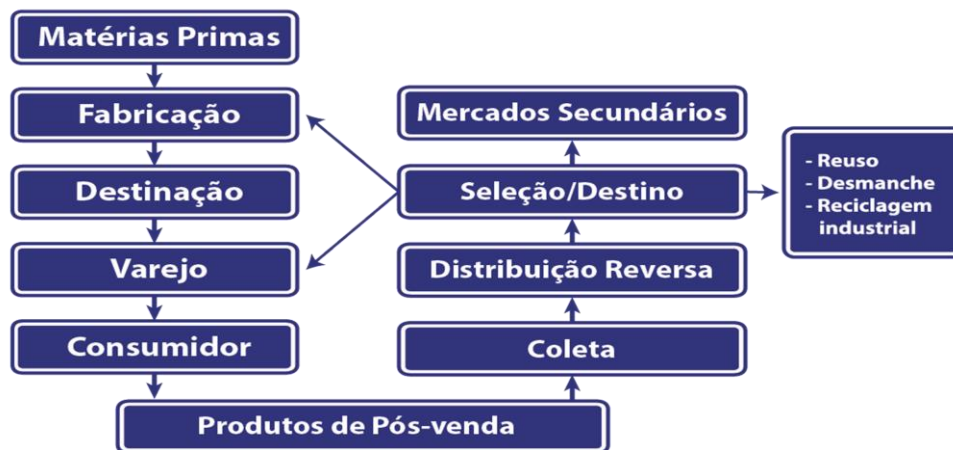 Matérias Primas
Fabricação
Destinação
Varejo
Consumidor
Produtos de Pós-venda
Coleta
Distribuição Reversa
Seleção/Destino
Mercados Secundários
- Reuso
- Desmanche
- Reciclagem
industrial